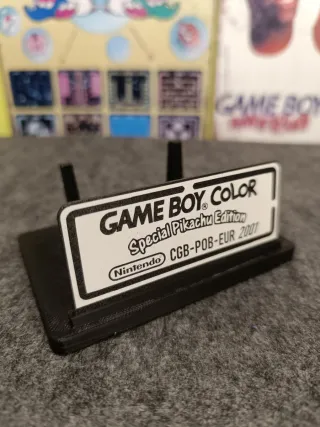 GAME BOY
GAME BOY® COLOR
Special Pikachu Edition
Nintendo CGB-POB-EUR 2001